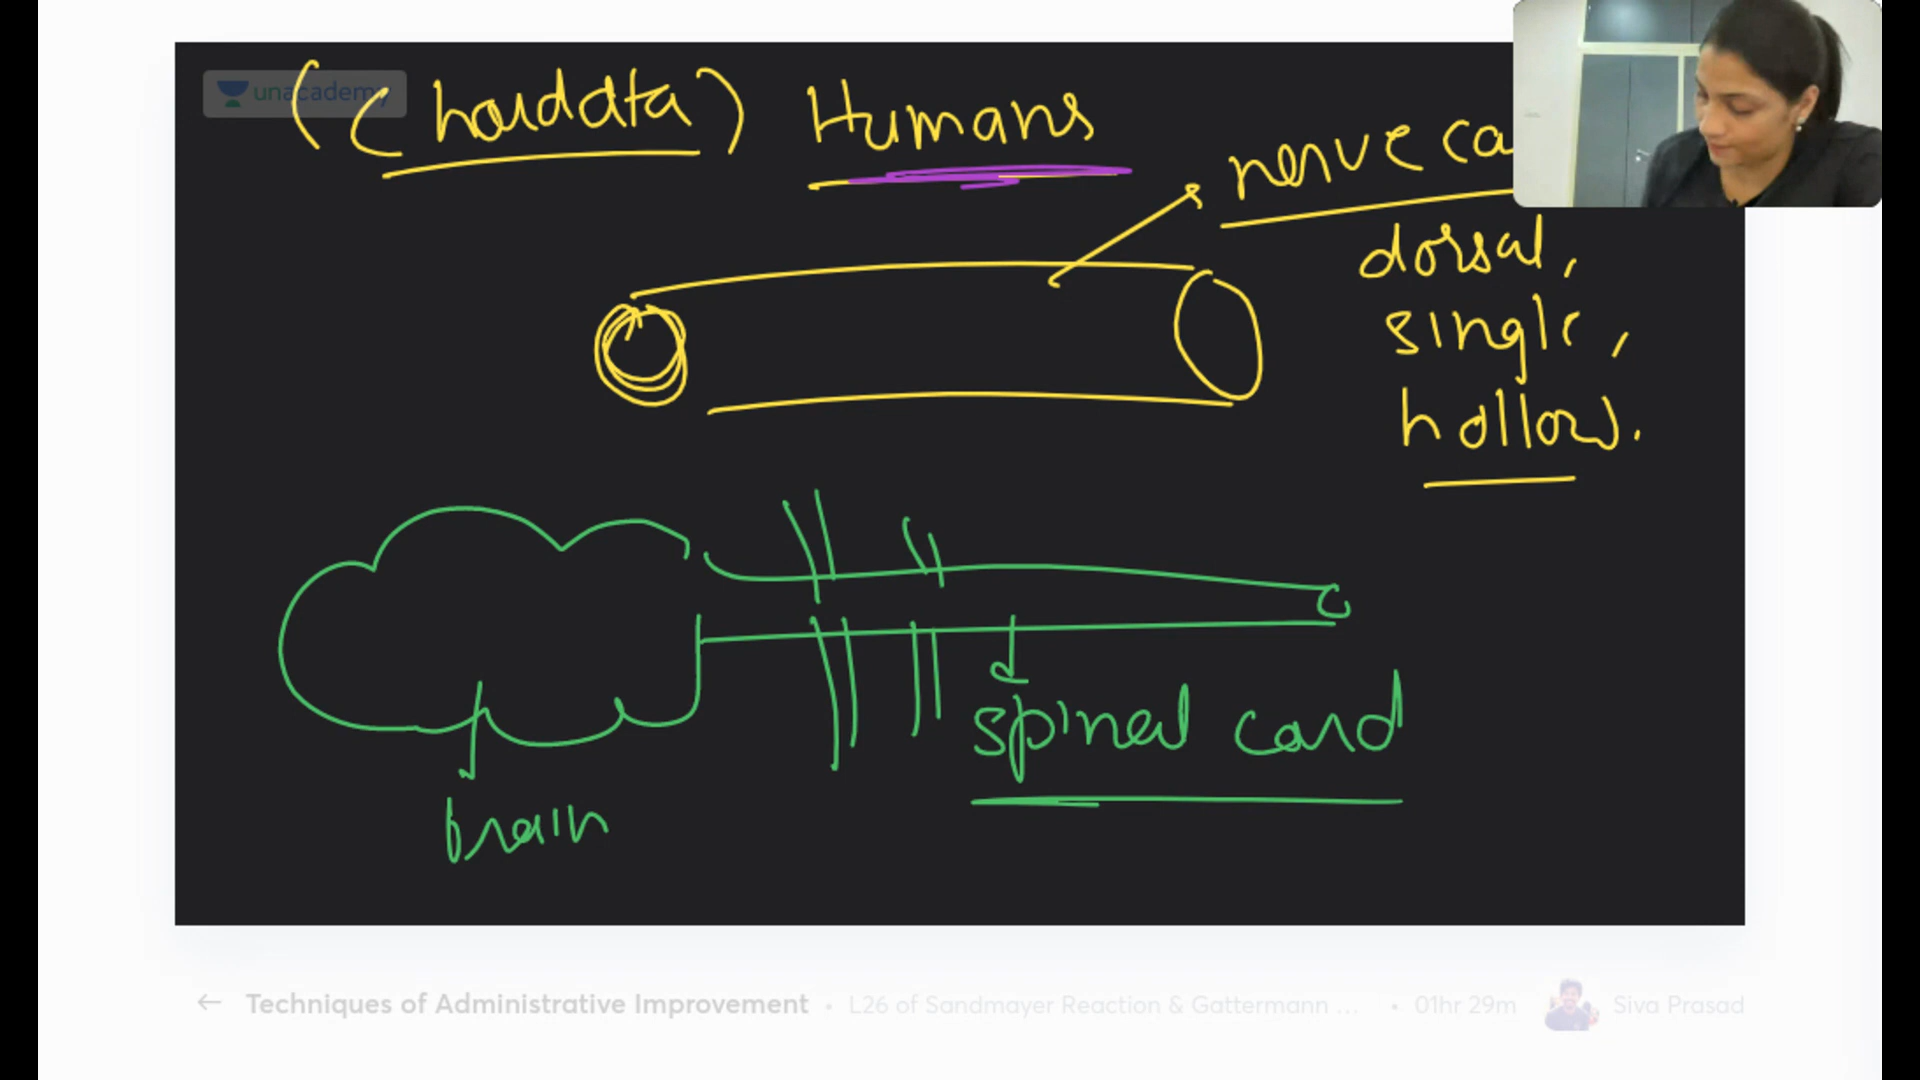 unacademy
(Chordata) Humans
nerve co
dorsal,
single,
hollow.
spinal cord
brain
← Techniques of Administrative Improvement • L26 of Sandmayer Reaction & Gattermann ... • 01hr 29m Siva Prasad